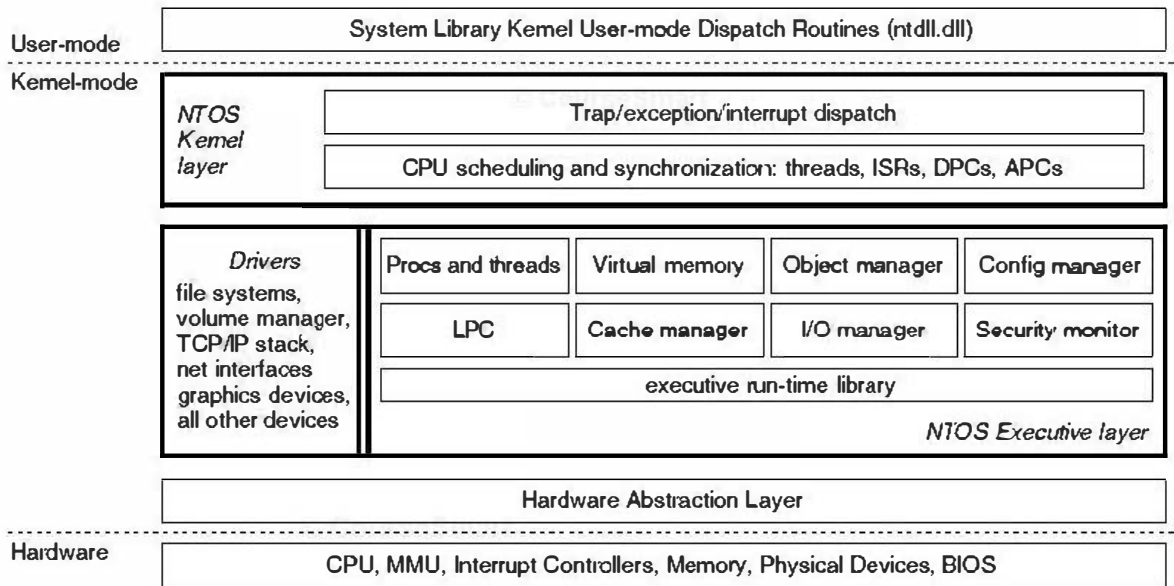 System Library Kernel User-mode Dispatch Routines (ntdll.dll)
User-mode
Kernel-mode
NTOS
Kernel
layer
Trap/exception/interrupt dispatch
CPU scheduling and synchronization: threads, ISRs, DPCs, APCs
Drivers
file systems,
volume manager,
TCP/IP stack,
net interfaces
graphics devices,
all other devices
Procs and threads
Virtual memory
Object manager
Config manager
LPC
Cache manager
I/O manager
Security monitor
executive run-time library
NTOS Executive layer
Hardware Abstraction Layer
Hardware
CPU, MMU, Interrupt Controllers, Memory, Physical Devices, BIOS